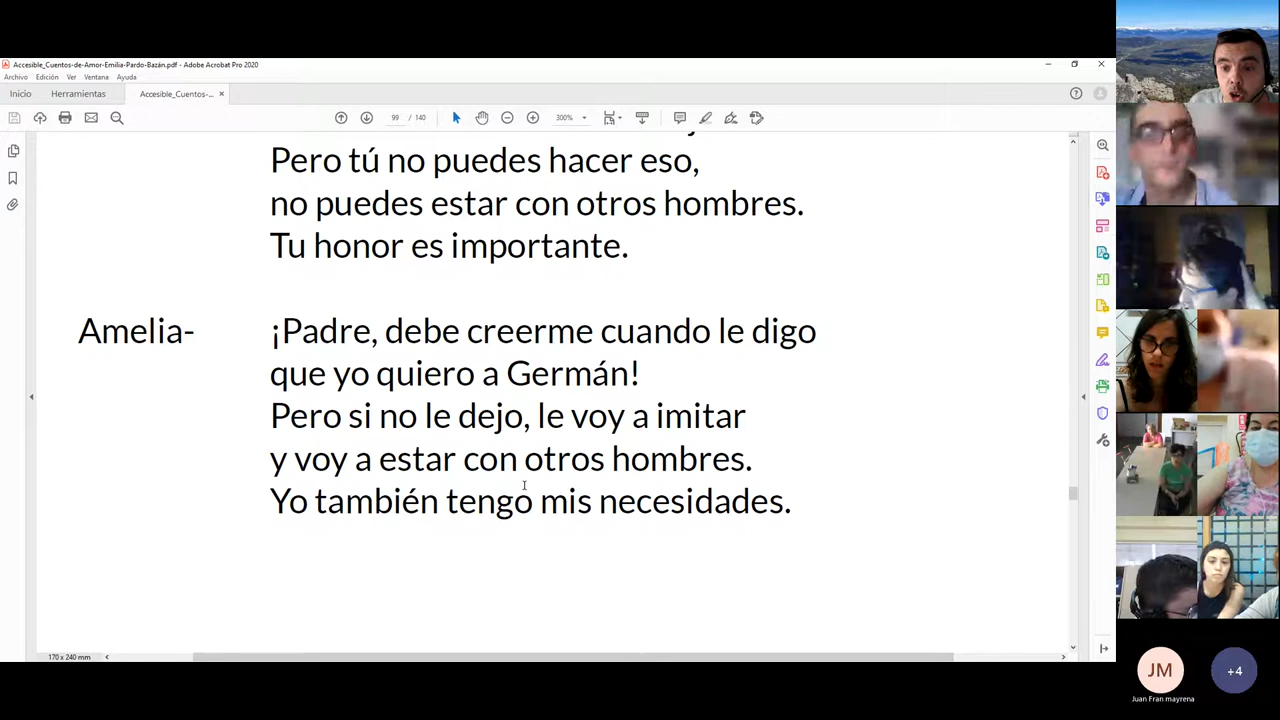 Accesible_Cuentos-de-Amor-Emilia-Pardo-Bazán.pdf - Adobe Acrobat Pro 2020
Archivo Edición Ver Ventana Ayuda
Inicio Herramientas Accesible_Cuentos-... ×
99 / 140 300%
Pero tú no puedes hacer eso,
no puedes estar con otros hombres.
Tu honor es importante.
Amelia- ¡Padre, debe creerme cuando le digo
que yo quiero a Germán!
Pero si no le dejo, le voy a imitar
y voy a estar con otros hombres.
Yo también tengo mis necesidades.
170 x 240 mm
JM
+4
Juan Fran mayrena